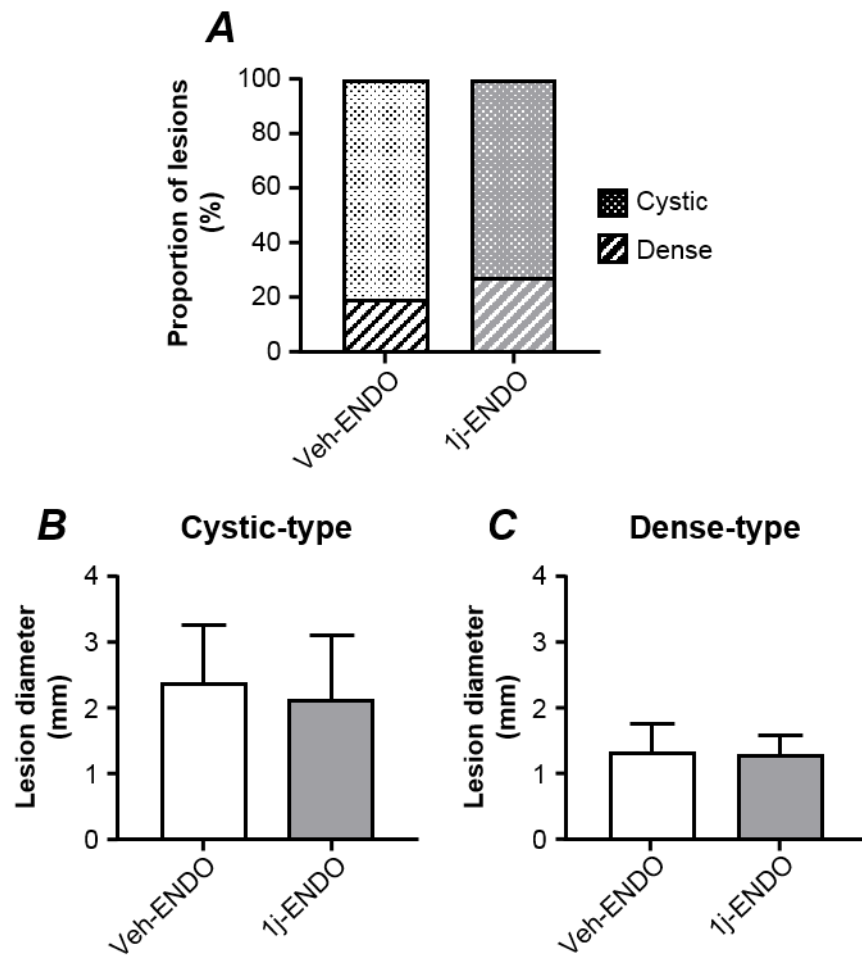 A
Proportion of lesions
(%)
100
80
60
40
20
0
Veh-ENDO
1j-ENDO
Cystic
Dense
B
Cystic-type
Lesion diameter
(mm)
4
3
2
1
0
Veh-ENDO
1j-ENDO
C
Dense-type
Lesion diameter
(mm)
4
3
2
1
0
Veh-ENDO
1j-ENDO